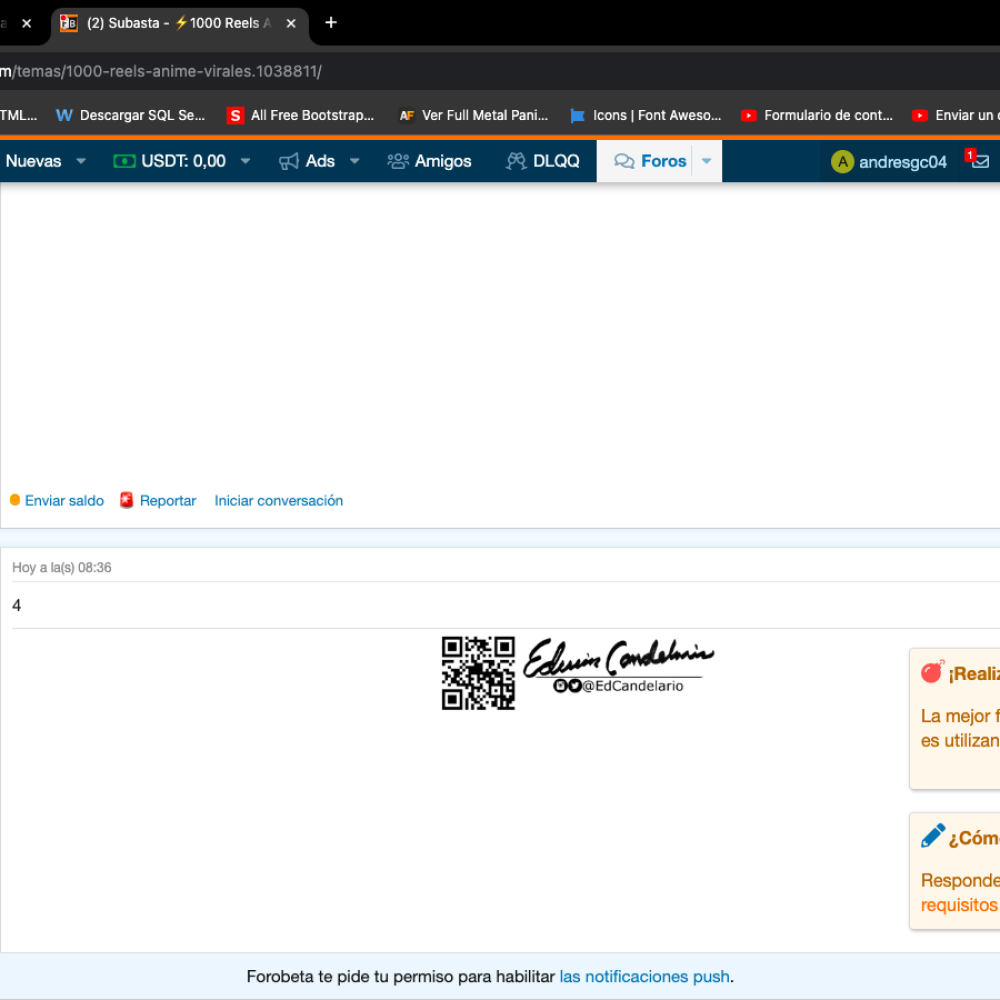 (2) Subasta - ⚡1000 Reels A
m/temas/1000-reels-anime-virales.1038811/
TML... Descargar SQL Se... All Free Bootstrap... Ver Full Metal Pani... Icons | Font Aweso... Formulario de cont... Enviar un c
Nuevas USDT: 0,00 Ads Amigos DLQQ Foros A andresgc04 1
Enviar saldo Reportar Iniciar conversación
Hoy a la(s) 08:36
4
Edwin Candelario
@EdCandelario
¡Realiz
La mejor f
es utilizan
¿Cómo
Responde
requisitos
Forobeta te pide tu permiso para habilitar las notificaciones push.